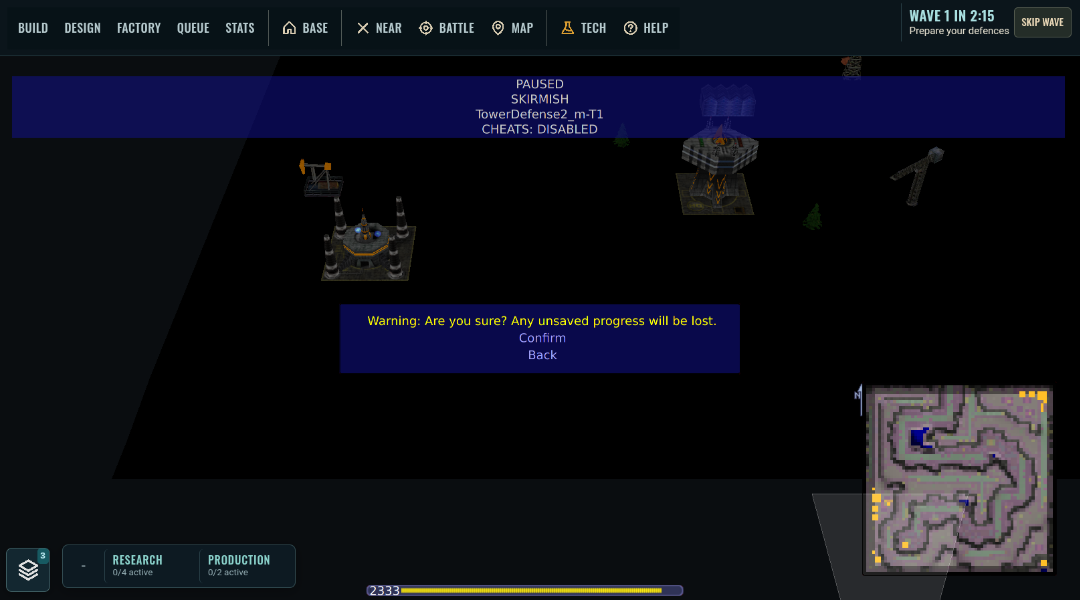 BUILD DESIGN FACTORY QUEUE STATS BASE NEAR BATTLE MAP TECH HELP
WAVE 1 IN 2:15
Prepare your defences
SKIP WAVE
PAUSED
SKIRMISH
TowerDefense2_m-T1
CHEATS: DISABLED
Warning: Are you sure? Any unsaved progress will be lost.
Confirm
Back
N
3
-
RESEARCH
0/4 active
PRODUCTION
0/2 active
2333